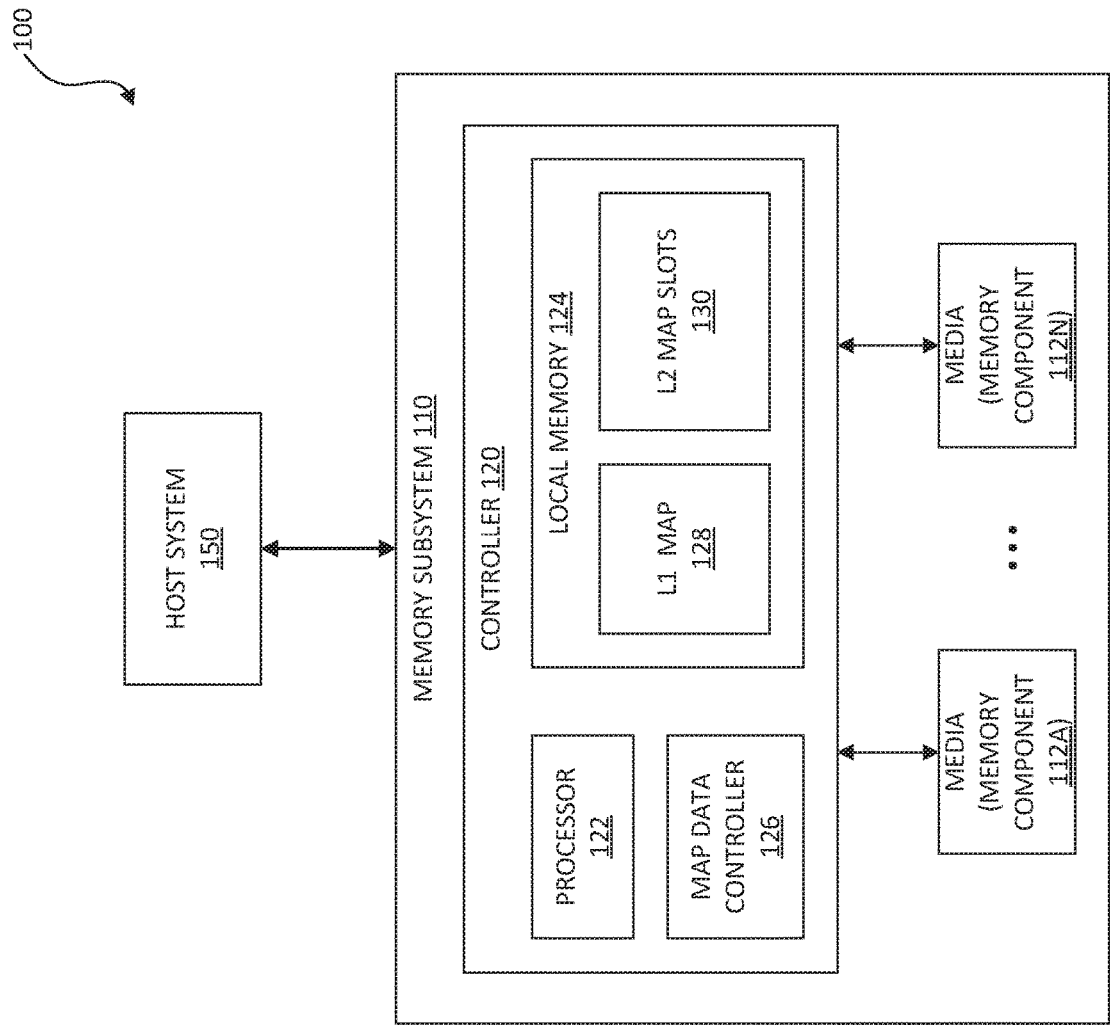 100
HOST SYSTEM
150
MEMORY SUBSYSTEM 110
CONTROLLER 120
PROCESSOR
122
MAP DATA
CONTROLLER
126
LOCAL MEMORY 124
L1 MAP
128
L2 MAP SLOTS
130
MEDIA
(MEMORY
COMPONENT
112A)
...
MEDIA
(MEMORY
COMPONENT
112N)